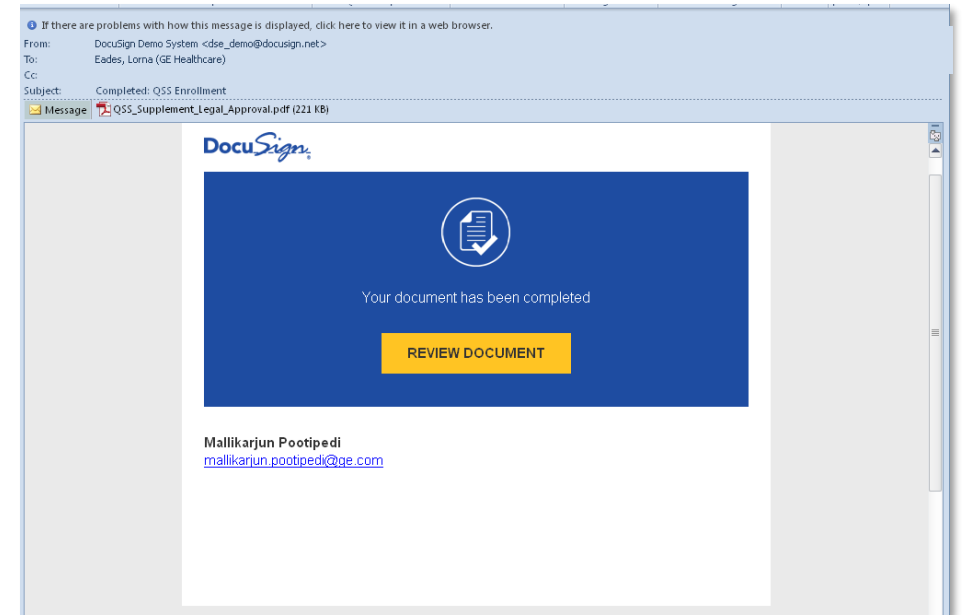 If there are problems with how this message is displayed, click here to view it in a web browser.
From: DocuSign Demo System <dse_demo@docusign.net>
To: Eades, Lorna (GE Healthcare)
Cc:
Subject: Completed: QSS Enrollment
Message QSS_Supplement_Legal_Approval.pdf (221 KB)
DocuSign
Your document has been completed
REVIEW DOCUMENT
Mallikarjun Pootipedi
mallikarjun.pootipedi@ge.com